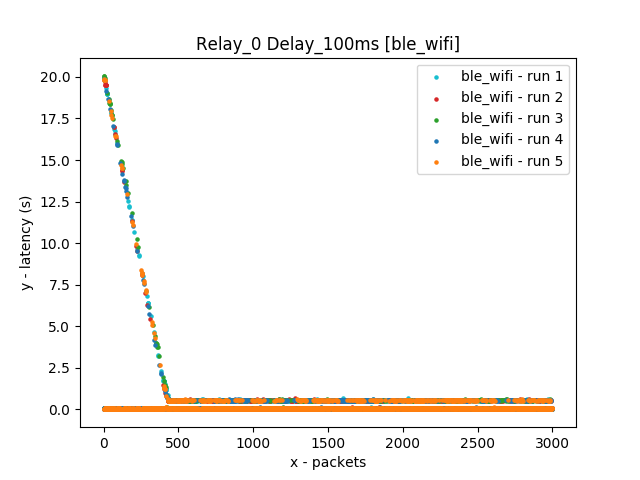 Relay_0 Delay_100ms [ble_wifi]
ble_wifi - run 1
ble_wifi - run 2
ble_wifi - run 3
ble_wifi - run 4
ble_wifi - run 5
y - latency (s)
20.0
17.5
15.0
12.5
10.0
7.5
5.0
2.5
0.0
0 500 1000 1500 2000 2500 3000
x - packets